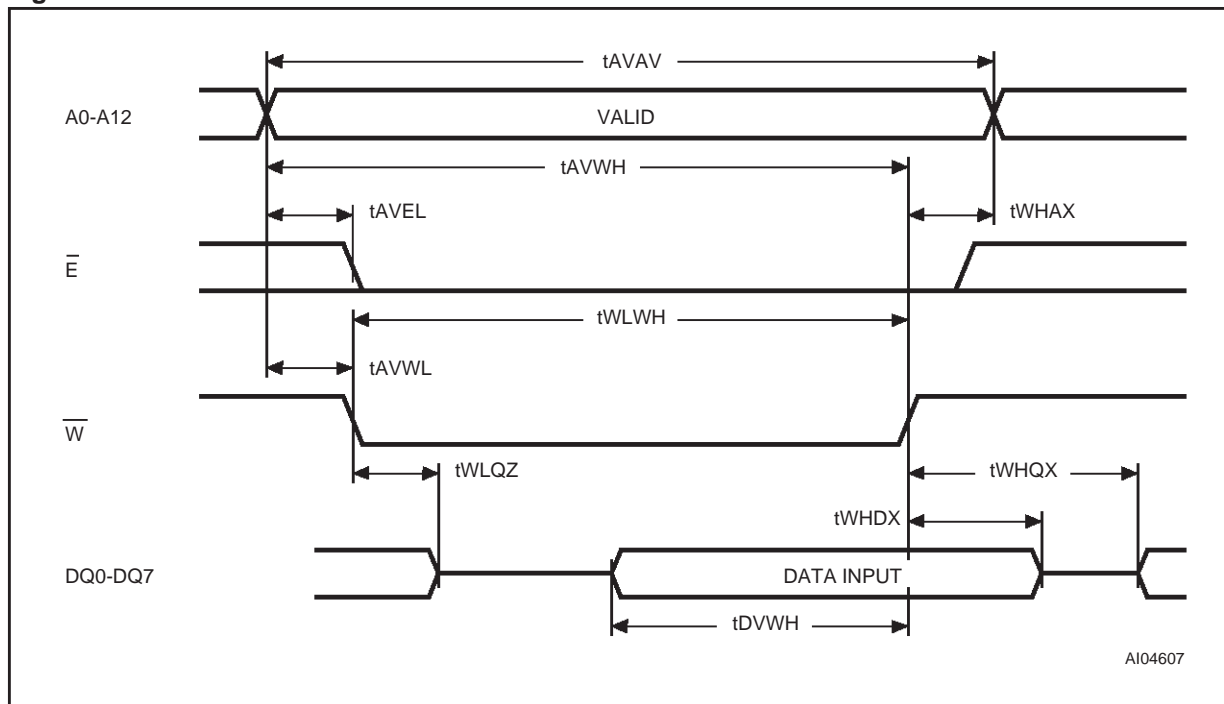 tAVAV
A0-A12
VALID
tAVWH
tAVEL
tWHAX
E̅
tWLWH
tAVWL
W̅
tWLQZ
tWHQX
tWHDX
DQ0-DQ7
DATA INPUT
tDVWH
AI04607